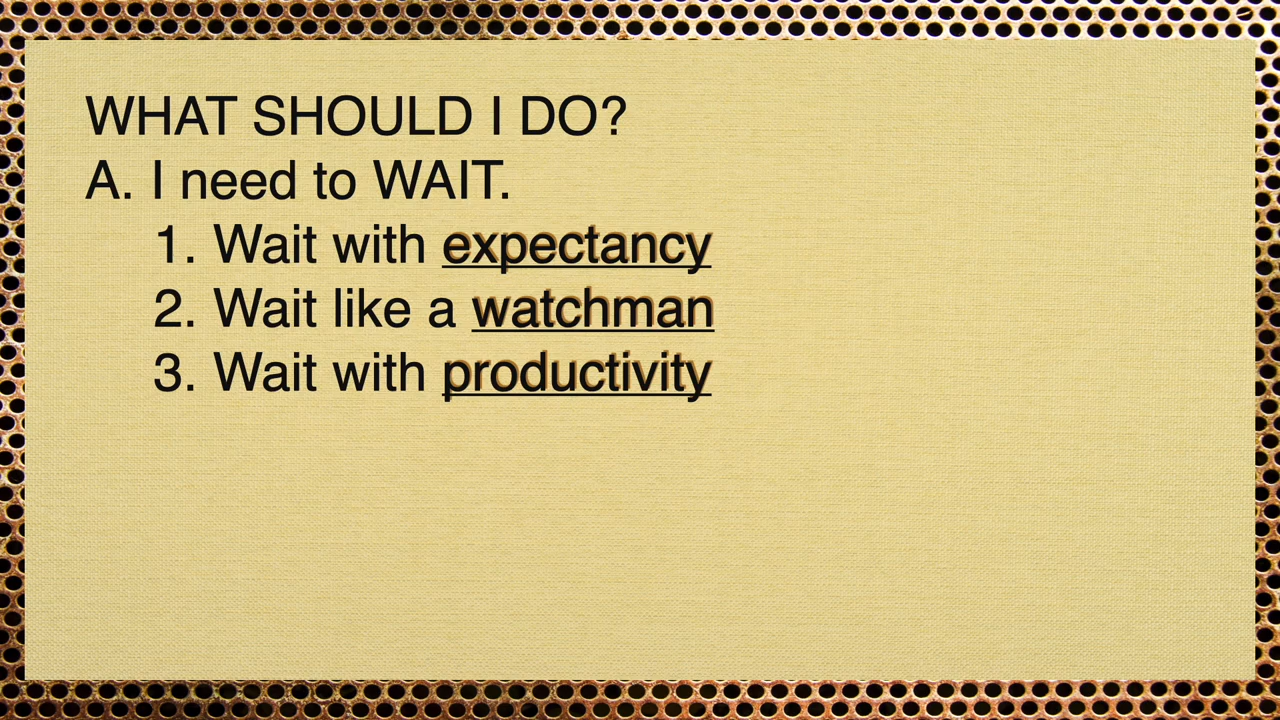 WHAT SHOULD I DO?
A. I need to WAIT.
1. Wait with expectancy
2. Wait like a watchman
3. Wait with productivity